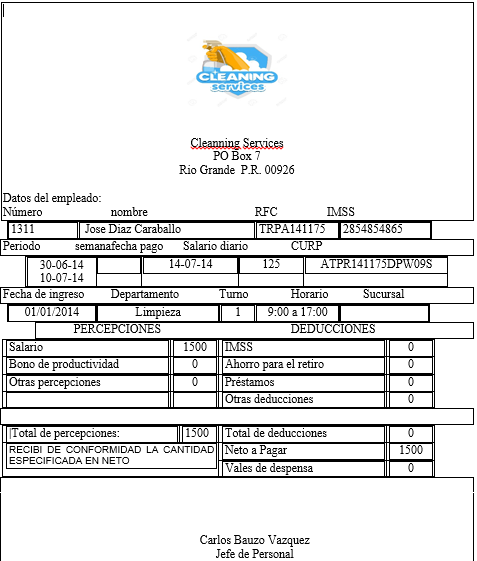 CLEANING
services
Cleanning Services
PO Box 7
Rio Grande P.R. 00926
Datos del empleado:
Número nombre RFC IMSS
1311 Jose Diaz Caraballo TRPA141175 2854854865
Periodo semanafecha pago Salario diario CURP
30-06-14 14-07-14 125 ATPR141175DPW09S
10-07-14
Fecha de ingreso Departamento Turno Horario Sucursal
01/01/2014 Limpieza 1 9:00 a 17:00
PERCEPCIONES DEDUCCIONES
Salario 1500 IMSS 0
Bono de productividad 0 Ahorro para el retiro 0
Otras percepciones 0 Préstamos 0
Otras deducciones 0
Total de percepciones: 1500 Total de deducciones 0
RECIBI DE CONFORMIDAD LA CANTIDAD Neto a Pagar 1500
ESPECIFICADA EN NETO
Vales de despensa 0
Carlos Bauzo Vazquez
Jefe de Personal